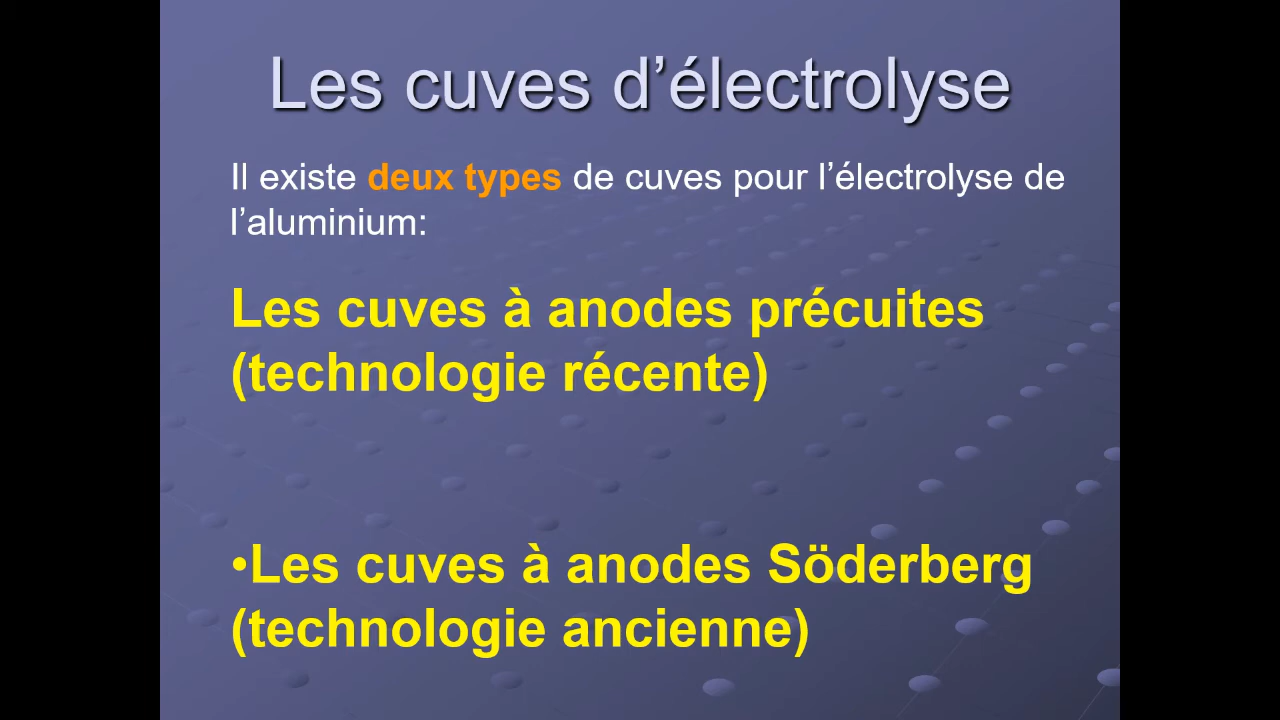 Les cuves d’électrolyse
Il existe deux types de cuves pour l’électrolyse de
l’aluminium:
Les cuves à anodes précuites
(technologie récente)
•Les cuves à anodes Söderberg
(technologie ancienne)